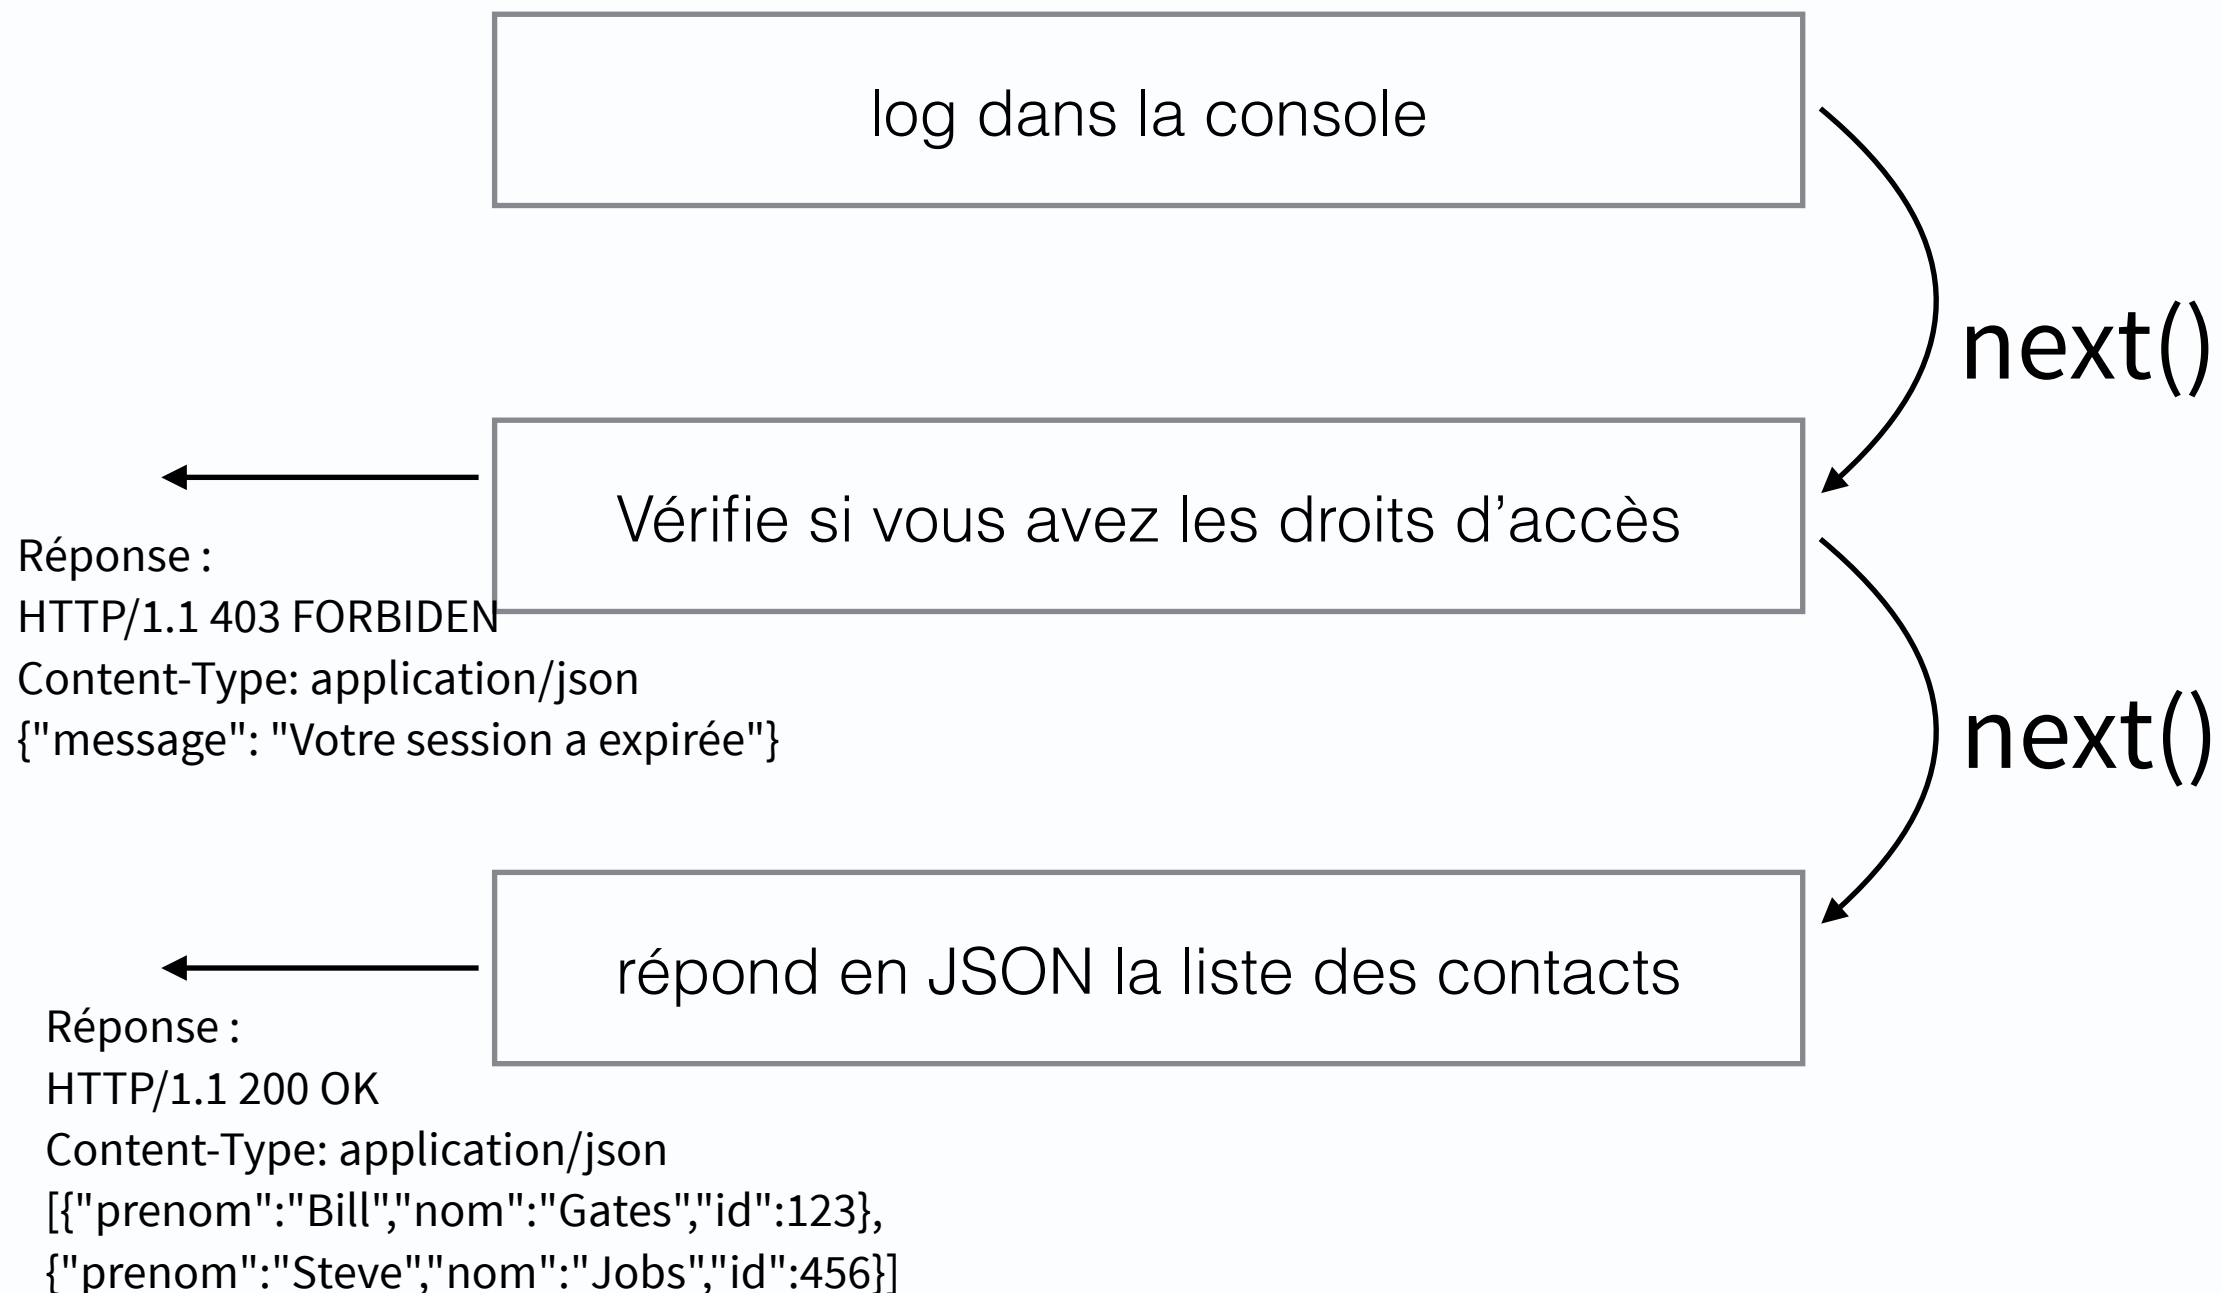 log dans la console
next()
Vérifie si vous avez les droits d’accès
Réponse :
HTTP/1.1 403 FORBIDEN
Content-Type: application/json
{"message": "Votre session a expirée"}
next()
répond en JSON la liste des contacts
Réponse :
HTTP/1.1 200 OK
Content-Type: application/json
[{"prenom":"Bill","nom":"Gates","id":123},
{"prenom":"Steve","nom":"Jobs","id":456}]